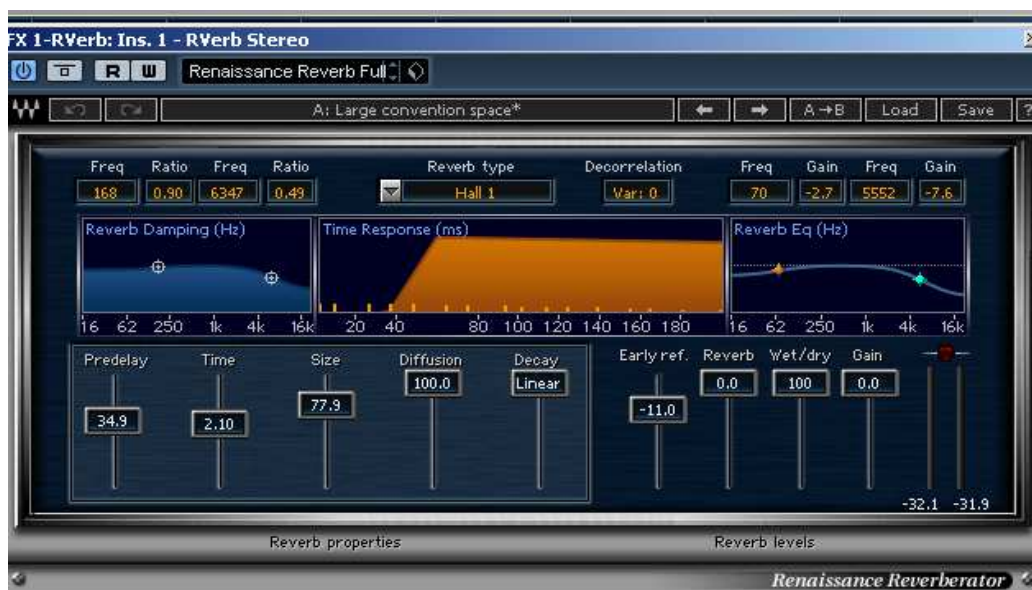 FX 1-RVerb: Ins. 1 - RVerb Stereo
R W Renaissance Reverb Full
A: Large convention space* A→B Load Save ?
Freq Ratio Freq Ratio Reverb type Decorrelation Freq Gain Freq Gain
168 0.90 6347 0.49 Hall 1 Var: 0 70 -2.7 5552 -7.6
Reverb Damping (Hz) Time Response (ms) Reverb Eq (Hz)
16 62 250 1k 4k 16k 20 40 80 100 120 140 160 180 16 62 250 1k 4k 16k
Predelay Time Size Diffusion Decay Early ref. Reverb Wet/dry Gain
34.9 2.10 77.9 100.0 Linear -11.0 0.0 100 0.0
-32.1 -31.9
Reverb properties Reverb levels
Renaissance Reverberator